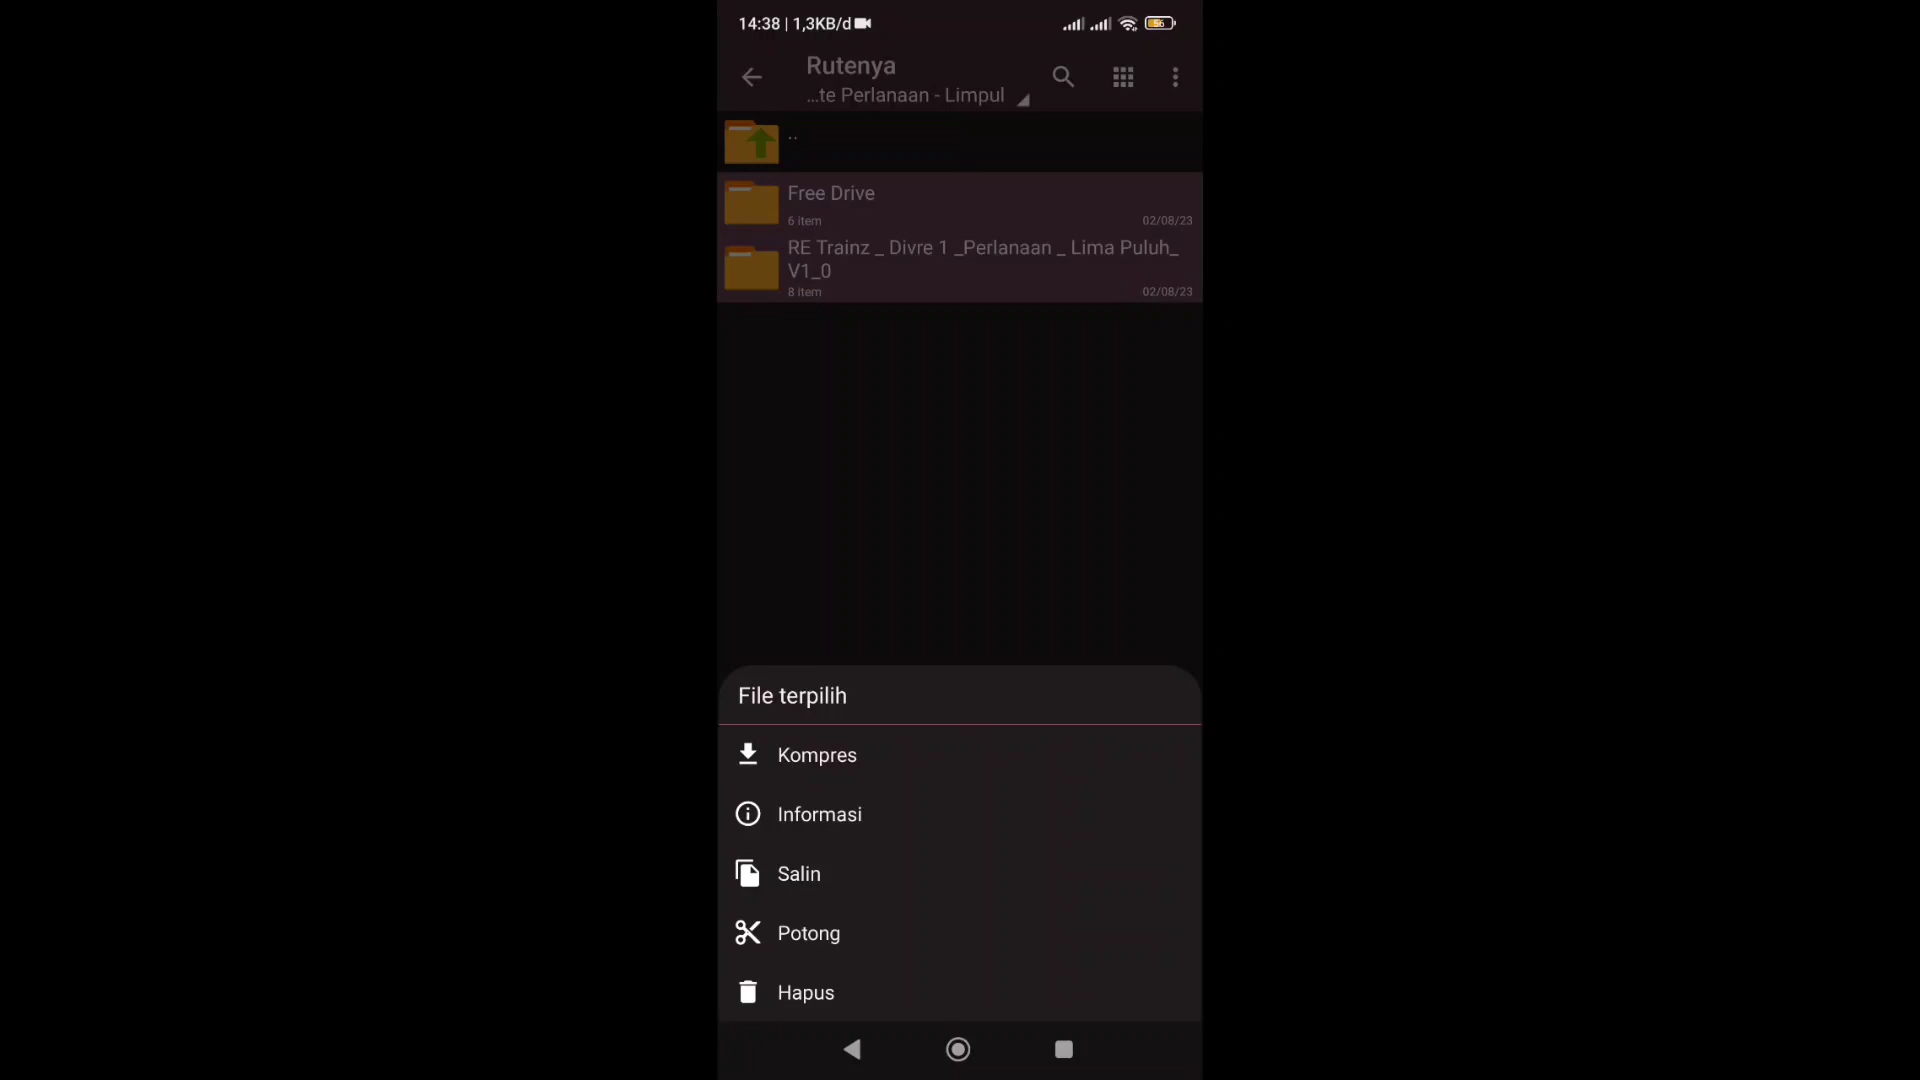 14:38 | 1,3KB/d
56
Rutenya
...te Perlanaan - Limpul
..
Free Drive
6 item
02/08/23
RE Trainz _ Divre 1 _Perlanaan _ Lima Puluh_
V1_0
8 item
02/08/23
File terpilih
Kompres
Informasi
Salin
Potong
Hapus